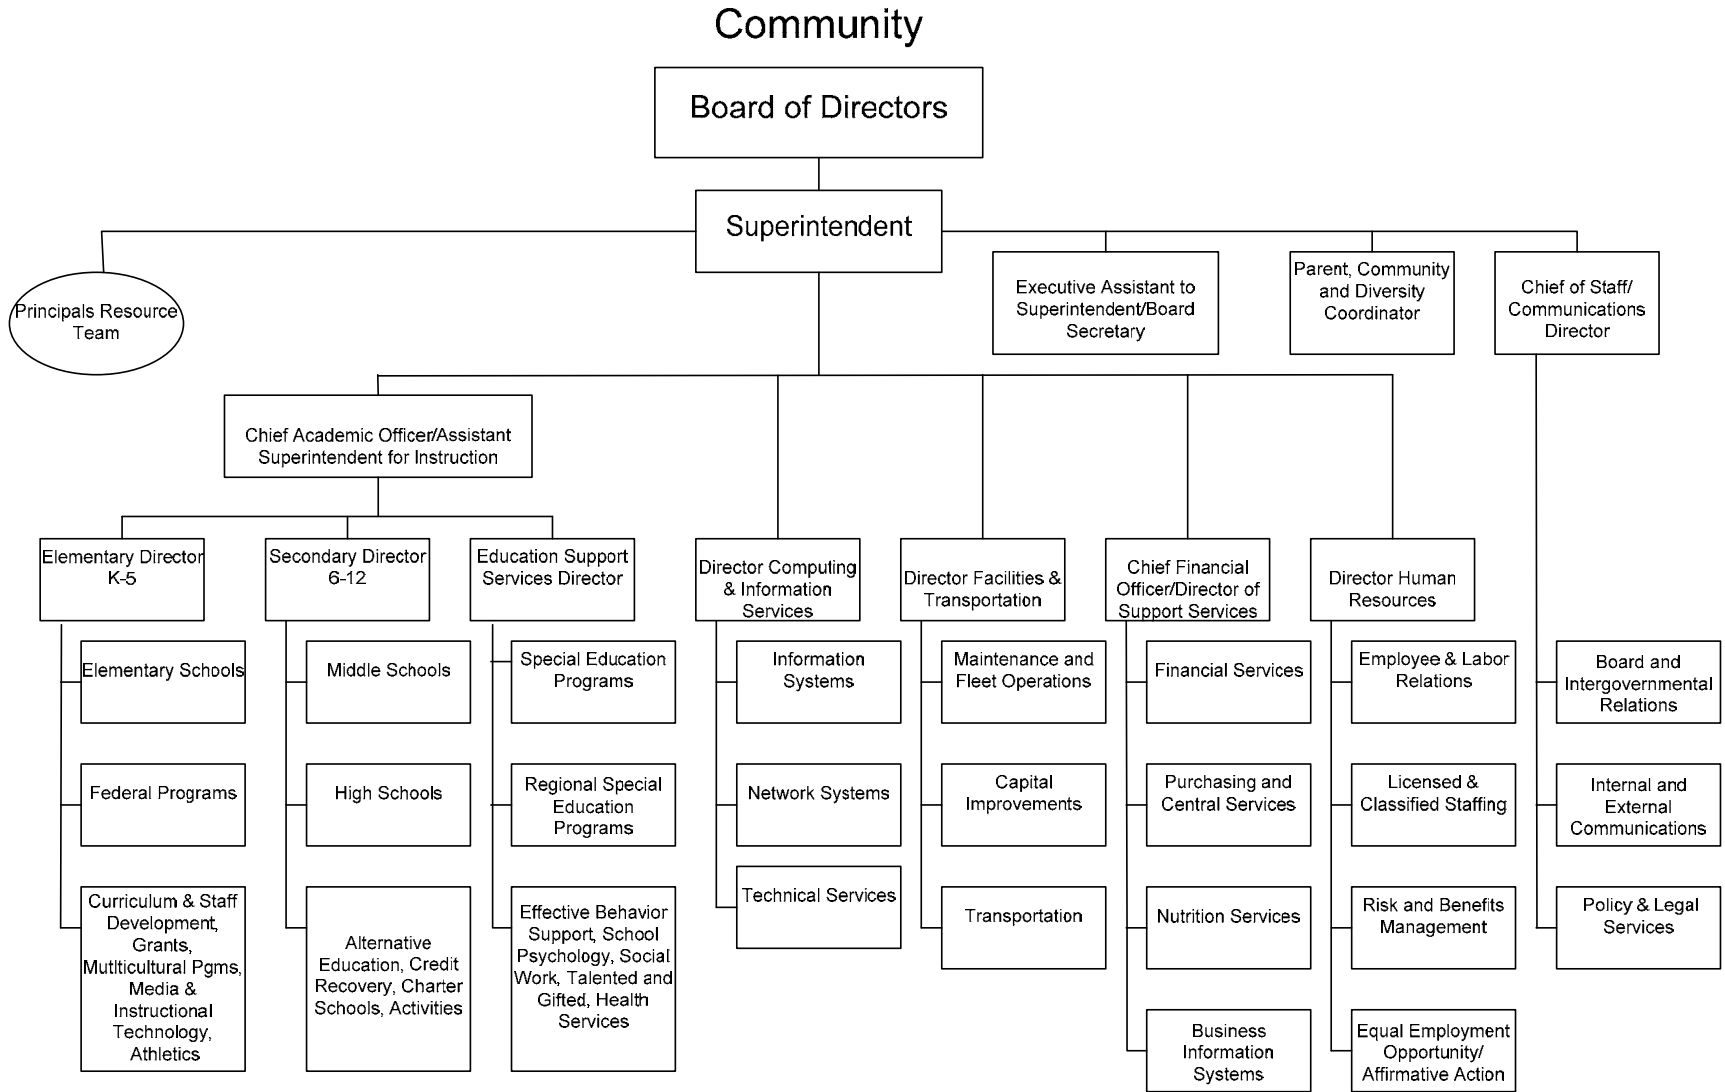 Community
Board of Directors
Superintendent
Principals Resource
Team
Executive Assistant to
Superintendent/Board
Secretary
Parent, Community
and Diversity
Coordinator
Chief of Staff/
Communications
Director
Chief Academic Officer/Assistant
Superintendent for Instruction
Elementary Director
K-5
Secondary Director
6-12
Education Support
Services Director
Director Computing
& Information
Services
Director Facilities &
Transportation
Chief Financial
Officer/Director of
Support Services
Director Human
Resources
Elementary Schools
Federal Programs
Curriculum & Staff
Development,
Grants,
Mutlticultural Pgms,
Media &
Instructional
Technology,
Athletics
Middle Schools
High Schools
Alternative
Education, Credit
Recovery, Charter
Schools, Activities
Special Education
Programs
Regional Special
Education
Programs
Effective Behavior
Support, School
Psychology, Social
Work, Talented and
Gifted, Health
Services
Information
Systems
Network Systems
Technical Services
Maintenance and
Fleet Operations
Capital
Improvements
Transportation
Financial Services
Purchasing and
Central Services
Nutrition Services
Business
Information
Systems
Employee & Labor
Relations
Licensed &
Classified Staffing
Risk and Benefits
Management
Equal Employment
Opportunity/
Affirmative Action
Board and
Intergovernmental
Relations
Internal and
External
Communications
Policy & Legal
Services